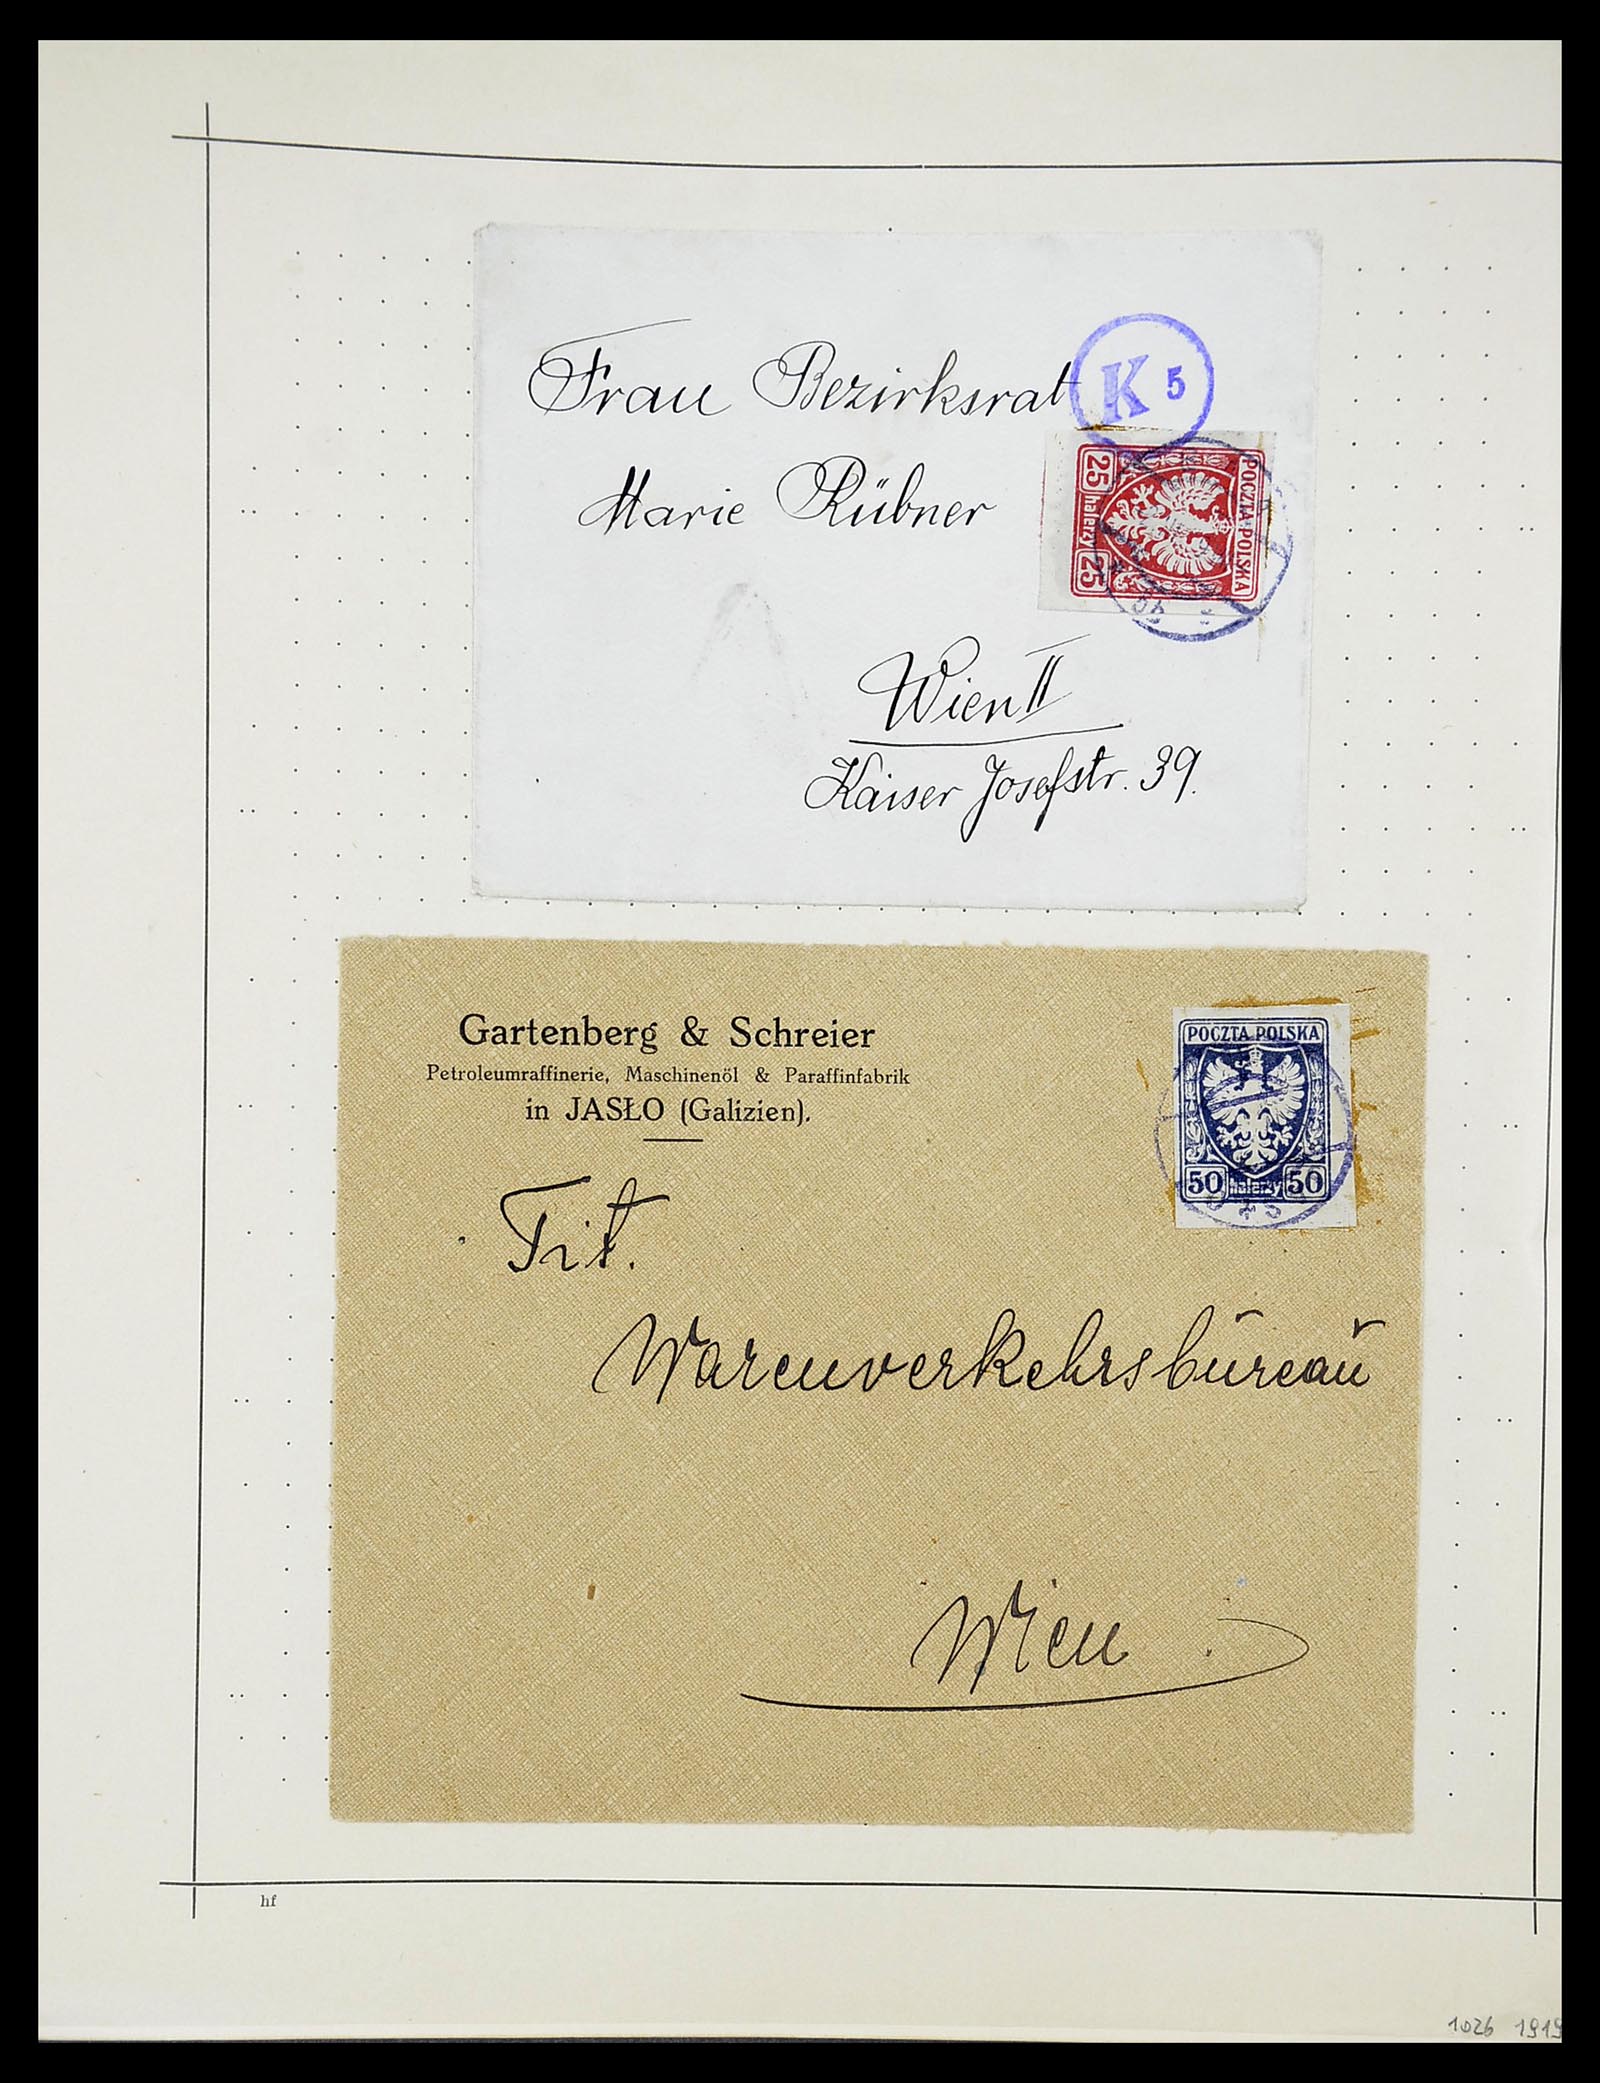 Frau Bezirksrat
K 5
Marie Rübner
POCZTA POLSKA
25 halerzy 25
Wien II
Kaiser Josefstr. 39.
Gartenberg & Schreier
Petroleumraffinerie, Maschinenöl & Paraffinfabrik
in JASŁO (Galizien).
POCZTA POLSKA
50 halerzy 50
Tit.
Warenverkehrsbureau
Wien
hf
1026 1919